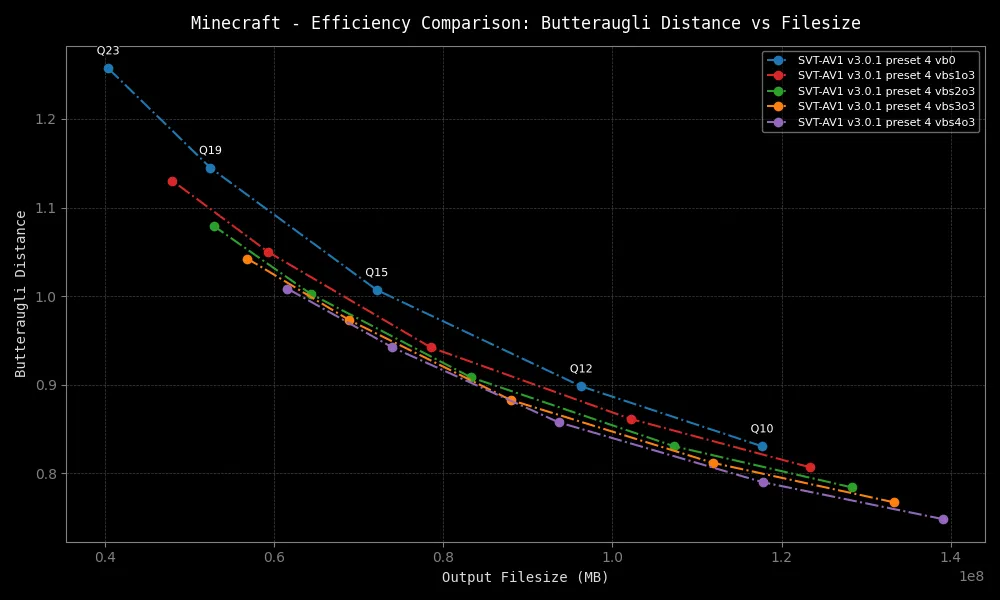 Minecraft - Efficiency Comparison: Butteraugli Distance vs Filesize
Q23
Q19
Q15
Q12
Q10
SVT-AV1 v3.0.1 preset 4 vb0
SVT-AV1 v3.0.1 preset 4 vbs1o3
SVT-AV1 v3.0.1 preset 4 vbs2o3
SVT-AV1 v3.0.1 preset 4 vbs3o3
SVT-AV1 v3.0.1 preset 4 vbs4o3
Butteraugli Distance
1.2
1.1
1.0
0.9
0.8
0.4 0.6 0.8 1.0 1.2 1.4
1e8
Output Filesize (MB)